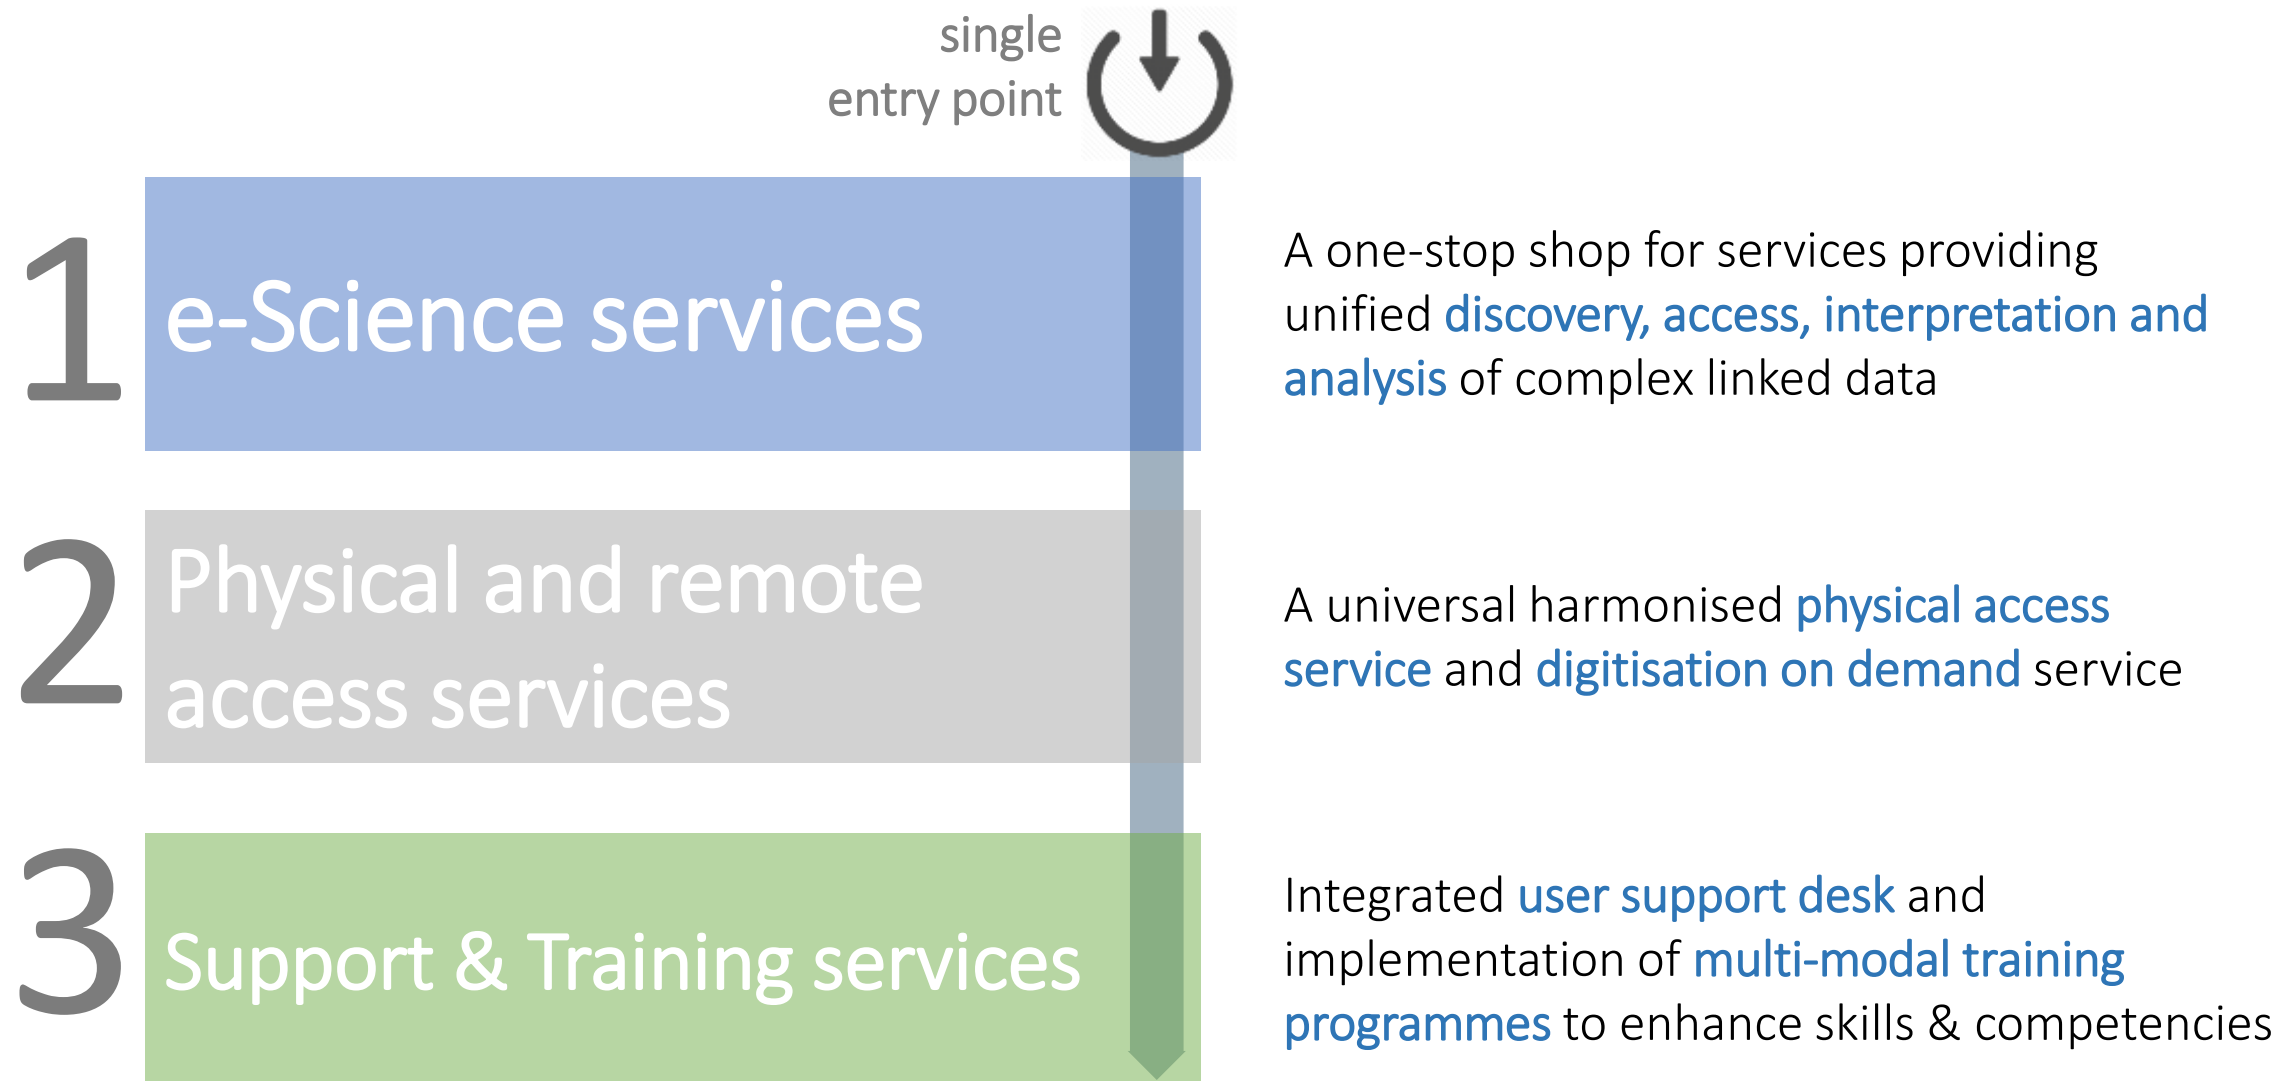 single
entry point
1
e-Science services
A one-stop shop for services providing
unified discovery, access, interpretation and
analysis of complex linked data
2
Physical and remote
access services
A universal harmonised physical access
service and digitisation on demand service
3
Support & Training services
Integrated user support desk and
implementation of multi-modal training
programmes to enhance skills & competencies